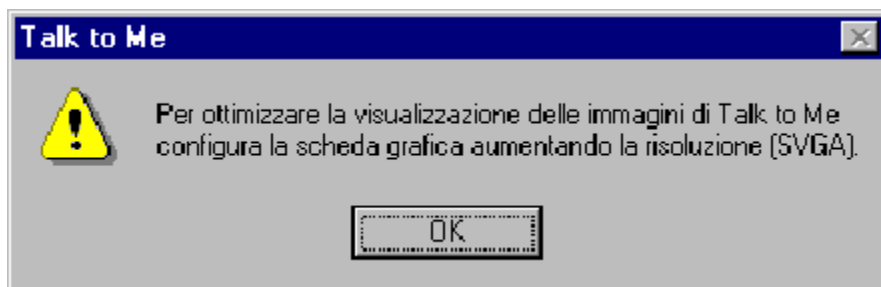 Talk to Me
Per ottimizzare la visualizzazione delle immagini di Talk to Me
configura la scheda grafica aumentando la risoluzione (SVGA).
OK